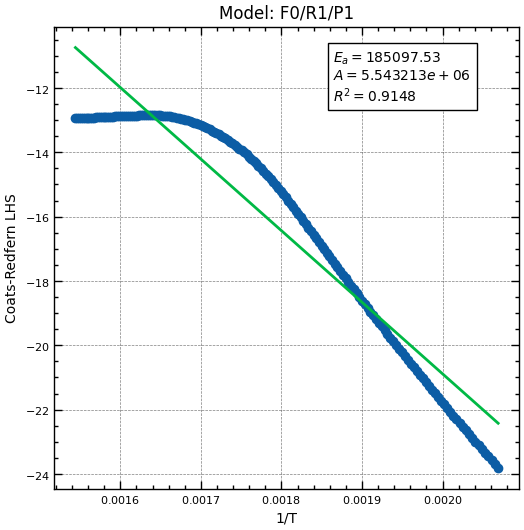 Model: F0/R1/P1
E_a = 185097.53
A = 5.543213e + 06
R² = 0.9148
−12
−14
−16
−18
−20
−22
−24
Coats-Redfern LHS
0.0016 0.0017 0.0018 0.0019 0.0020
1/T